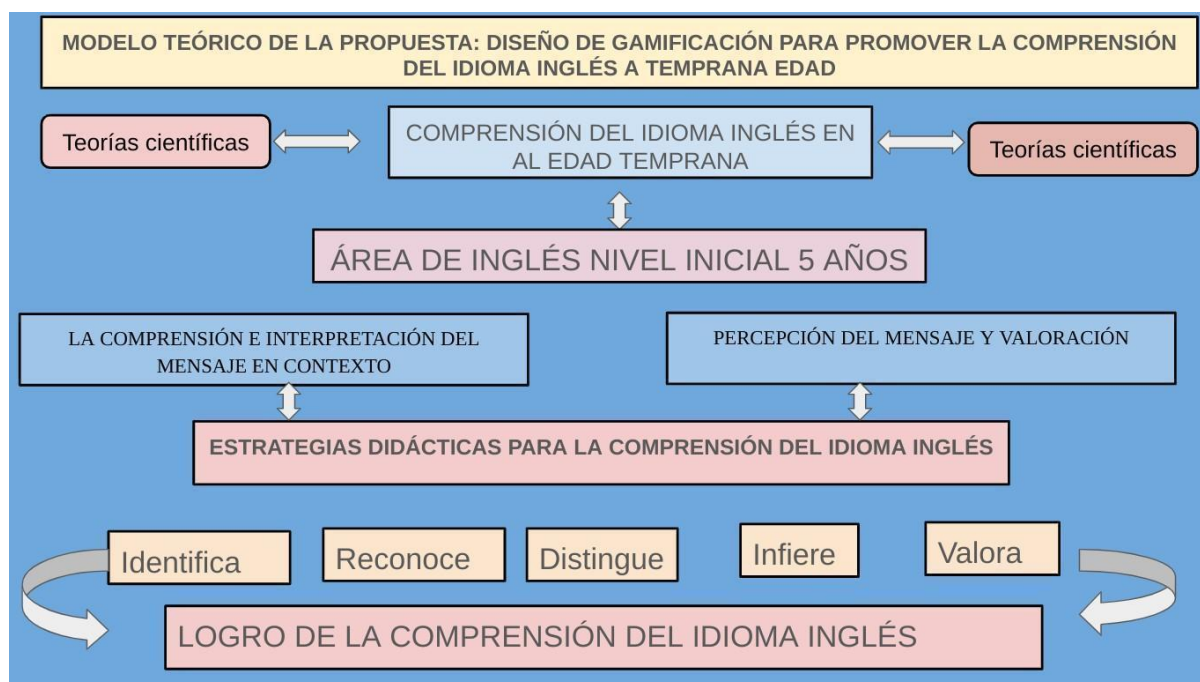 MODELO TEÓRICO DE LA PROPUESTA: DISEÑO DE GAMIFICACIÓN PARA PROMOVER LA COMPRENSIÓN
DEL IDIOMA INGLÉS A TEMPRANA EDAD
Teorías científicas
COMPRENSIÓN DEL IDIOMA INGLÉS EN
AL EDAD TEMPRANA
Teorías científicas
ÁREA DE INGLÉS NIVEL INICIAL 5 AÑOS
LA COMPRENSIÓN E INTERPRETACIÓN DEL
MENSAJE EN CONTEXTO
PERCEPCIÓN DEL MENSAJE Y VALORACIÓN
ESTRATEGIAS DIDÁCTICAS PARA LA COMPRENSIÓN DEL IDIOMA INGLÉS
Identifica
Reconoce
Distingue
Infiere
Valora
LOGRO DE LA COMPRENSIÓN DEL IDIOMA INGLÉS